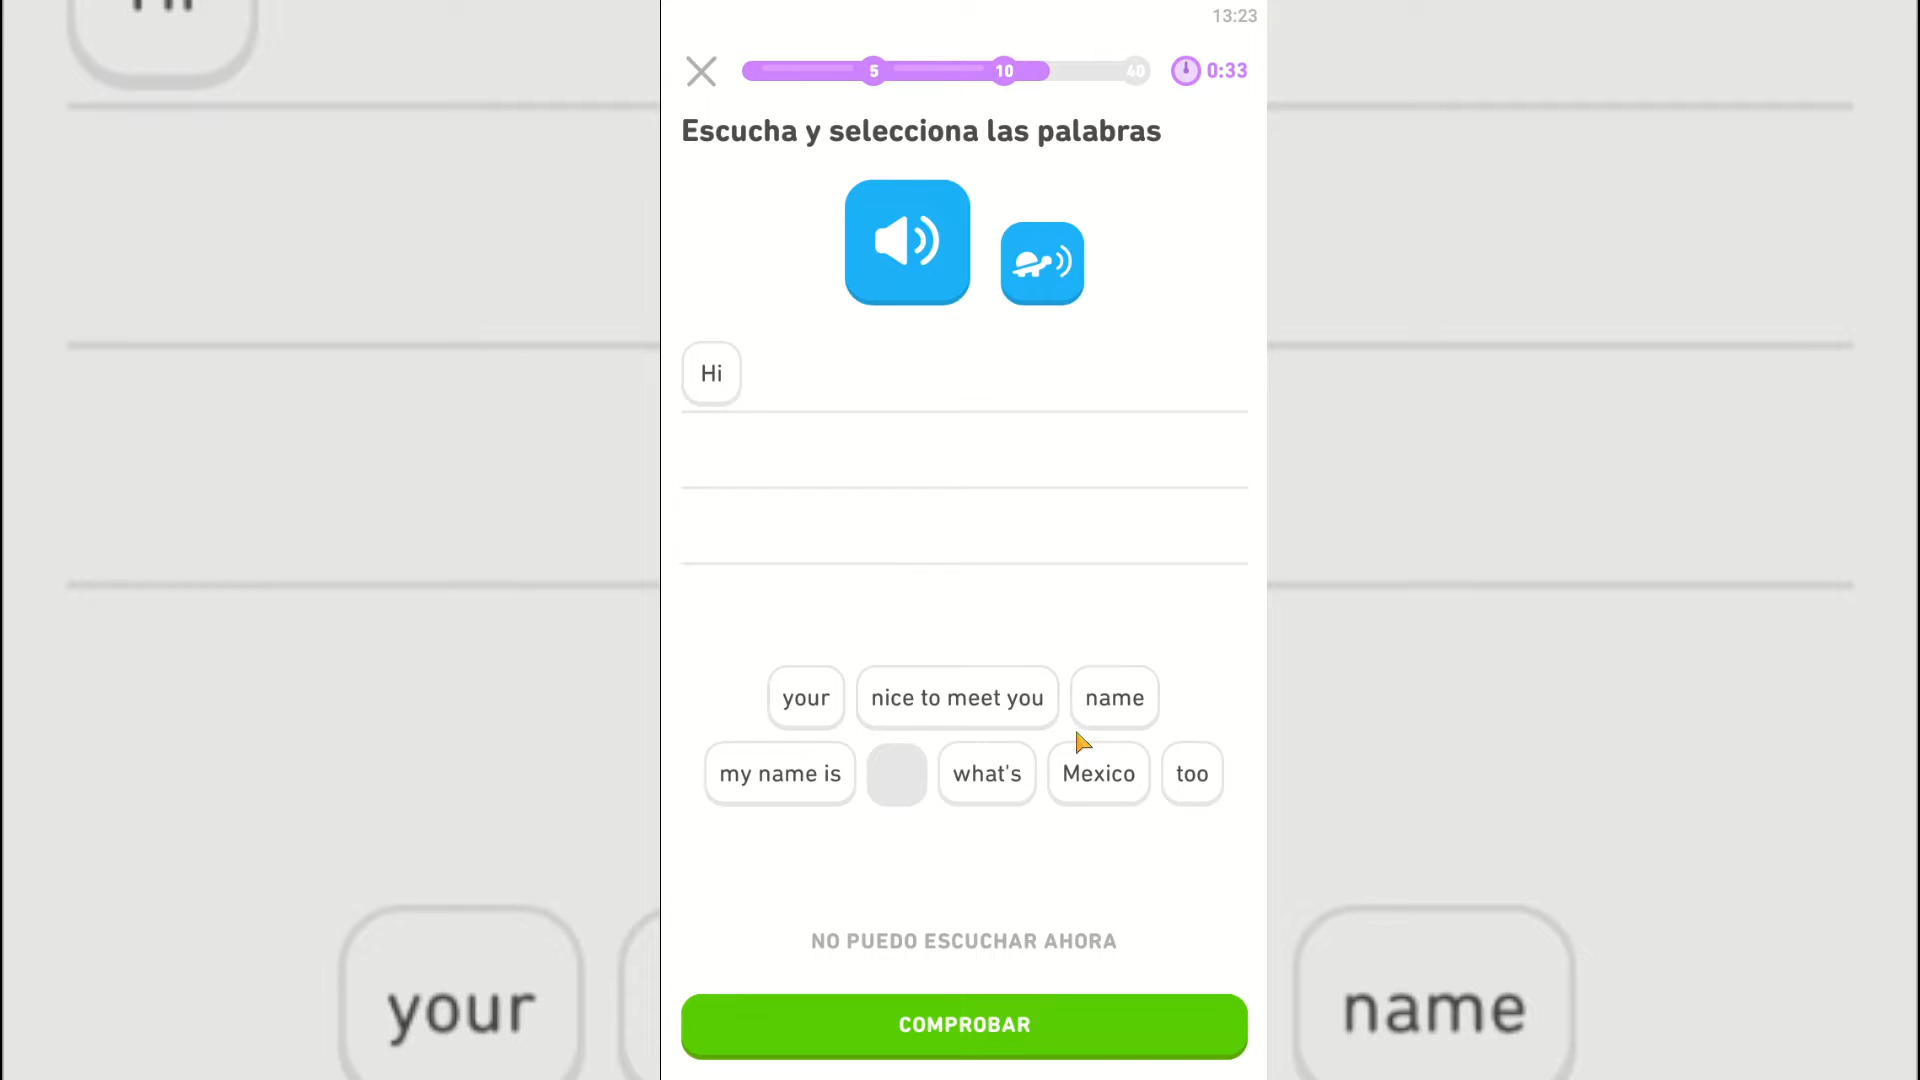 13:23
5 10 40 0:33
Escucha y selecciona las palabras
Hi
your nice to meet you name
my name is what's Mexico too
NO PUEDO ESCUCHAR AHORA
COMPROBAR
your name